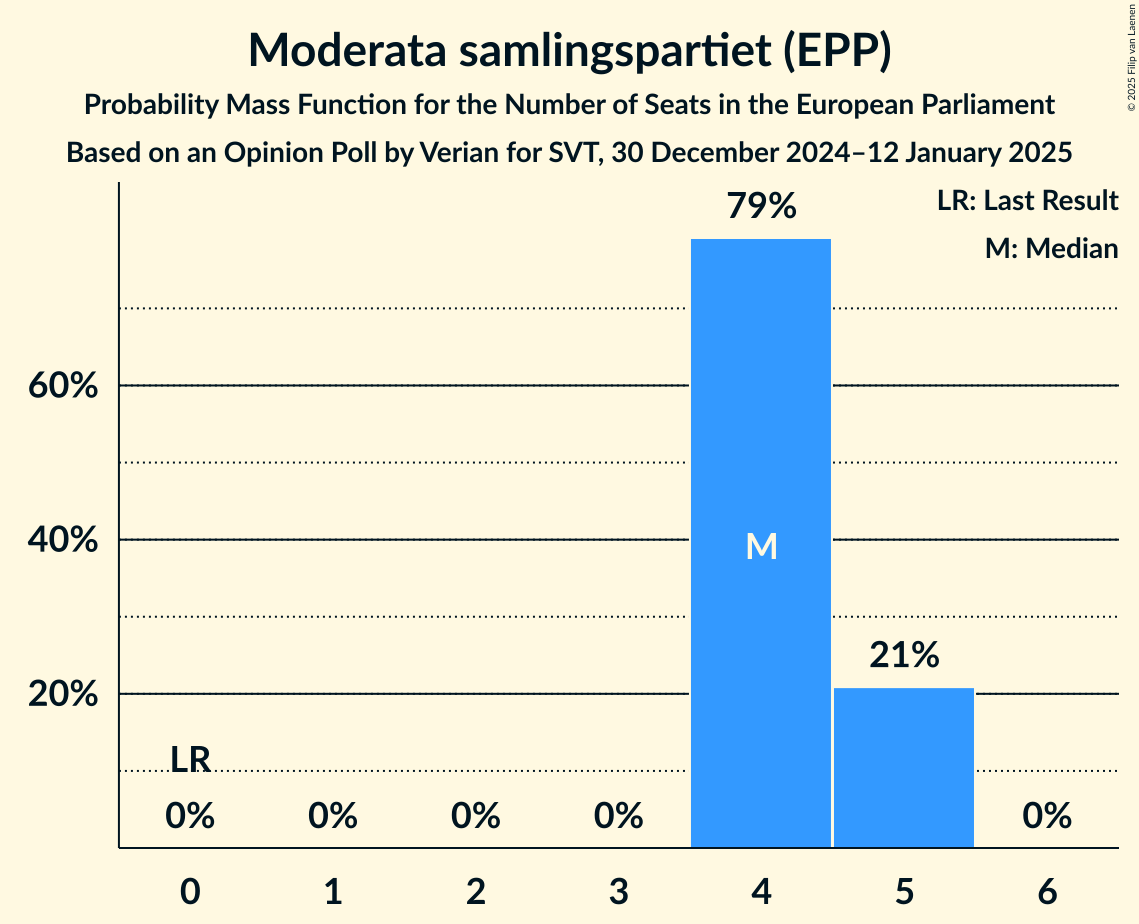 Moderata samlingspartiet (EPP)
Probability Mass Function for the Number of Seats in the European Parliament
Based on an Opinion Poll by Verian for SVT, 30 December 2024–12 January 2025
© 2025 Filip van Laenen
LR: Last Result
M: Median
79%
60%
40%
M
21%
20%
LR
0% 0% 0% 0% 0%
0 1 2 3 4 5 6